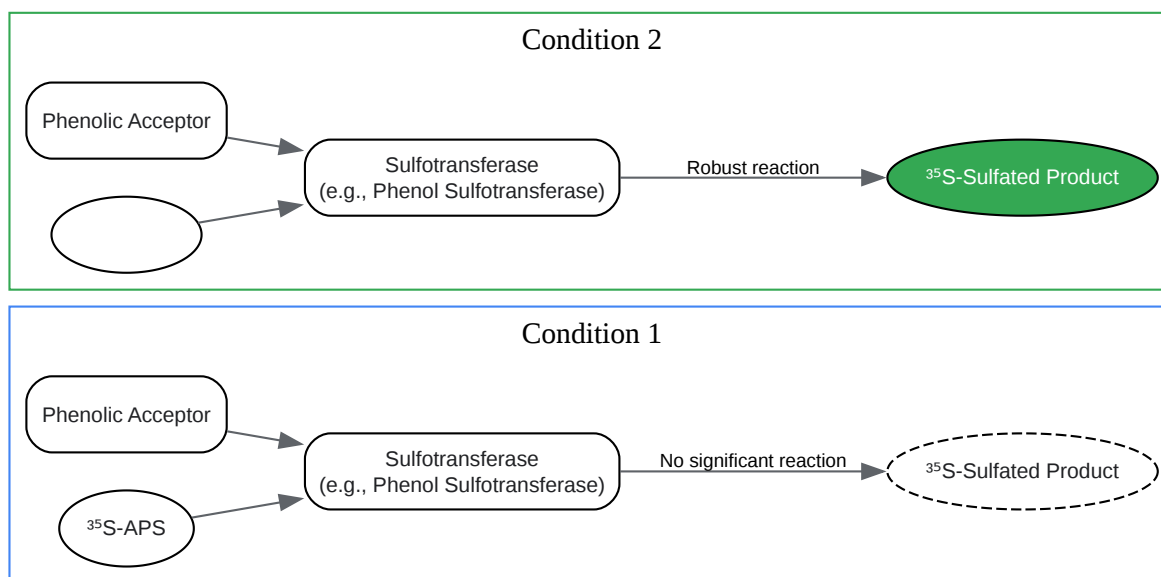 Condition 2
Phenolic Acceptor
Sulfotransferase
(e.g., Phenol Sulfotransferase)
Robust reaction
³⁵S-Sulfated Product
Condition 1
Phenolic Acceptor
Sulfotransferase
(e.g., Phenol Sulfotransferase)
No significant reaction
³⁵S-Sulfated Product
³⁵S-APS